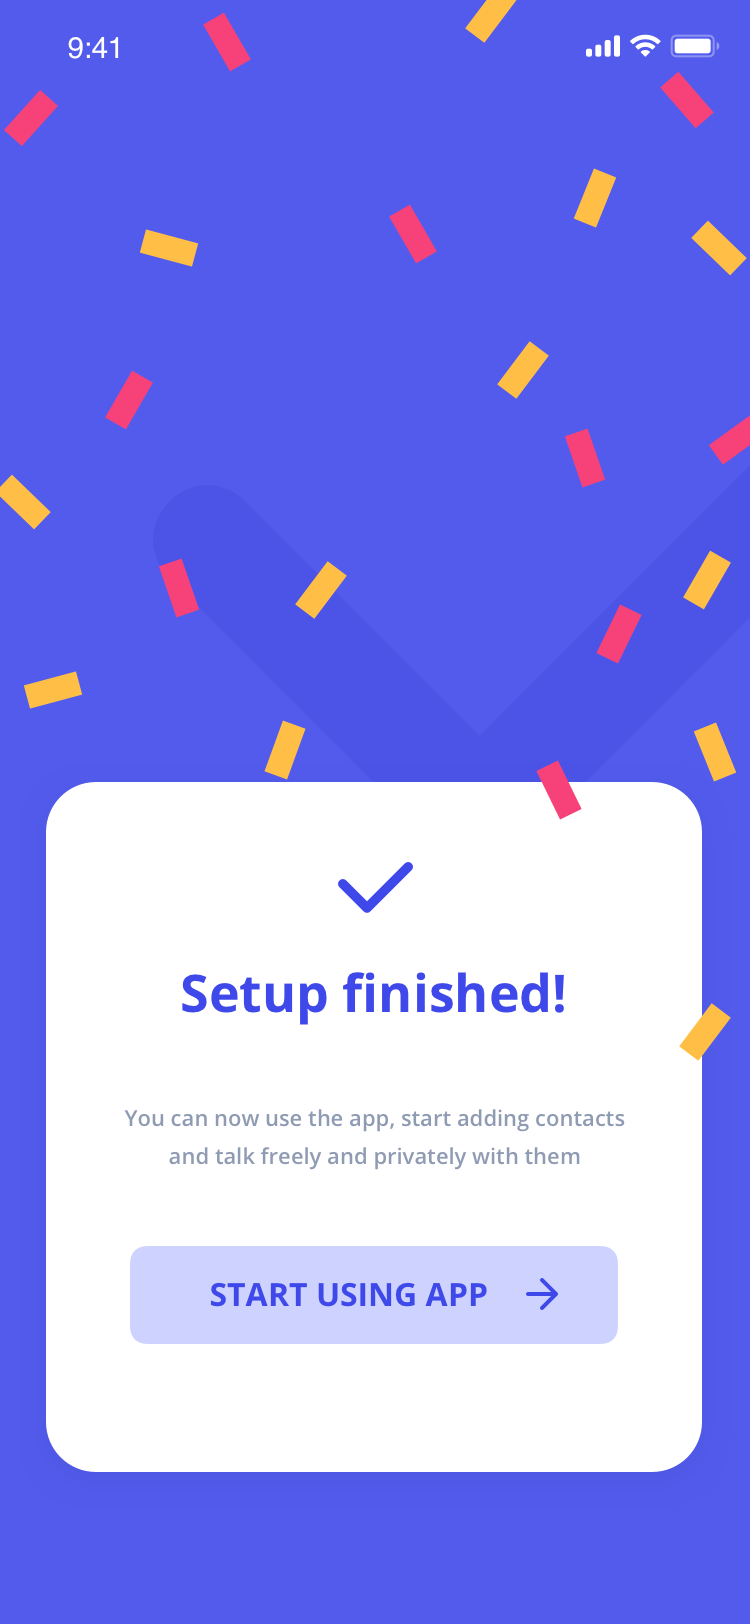 9:41
Setup finished!
You can now use the app, start adding contacts
and talk freely and privately with them
START USING APP